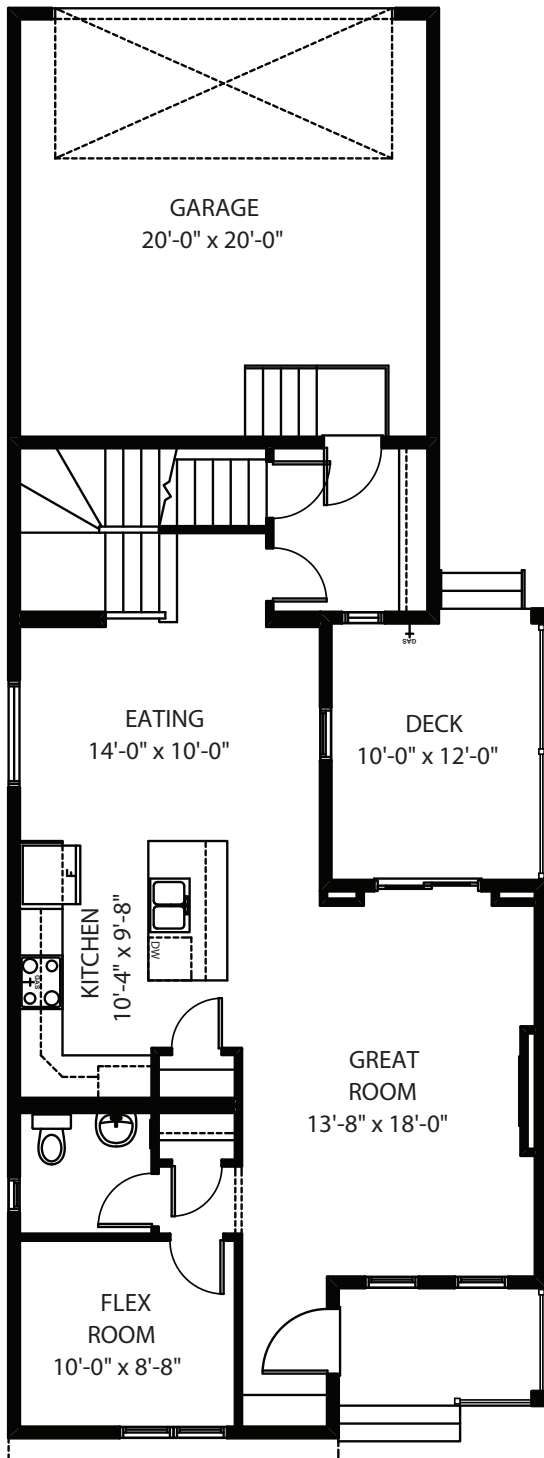 GARAGE
20'-0" x 20'-0"
GAS
EATING
14'-0" x 10'-0"
DECK
10'-0" x 12'-0"
F
KITCHEN
10'-4" x 9'-8"
DW
GAS
GREAT
ROOM
13'-8" x 18'-0"
FLEX
ROOM
10'-0" x 8'-8"